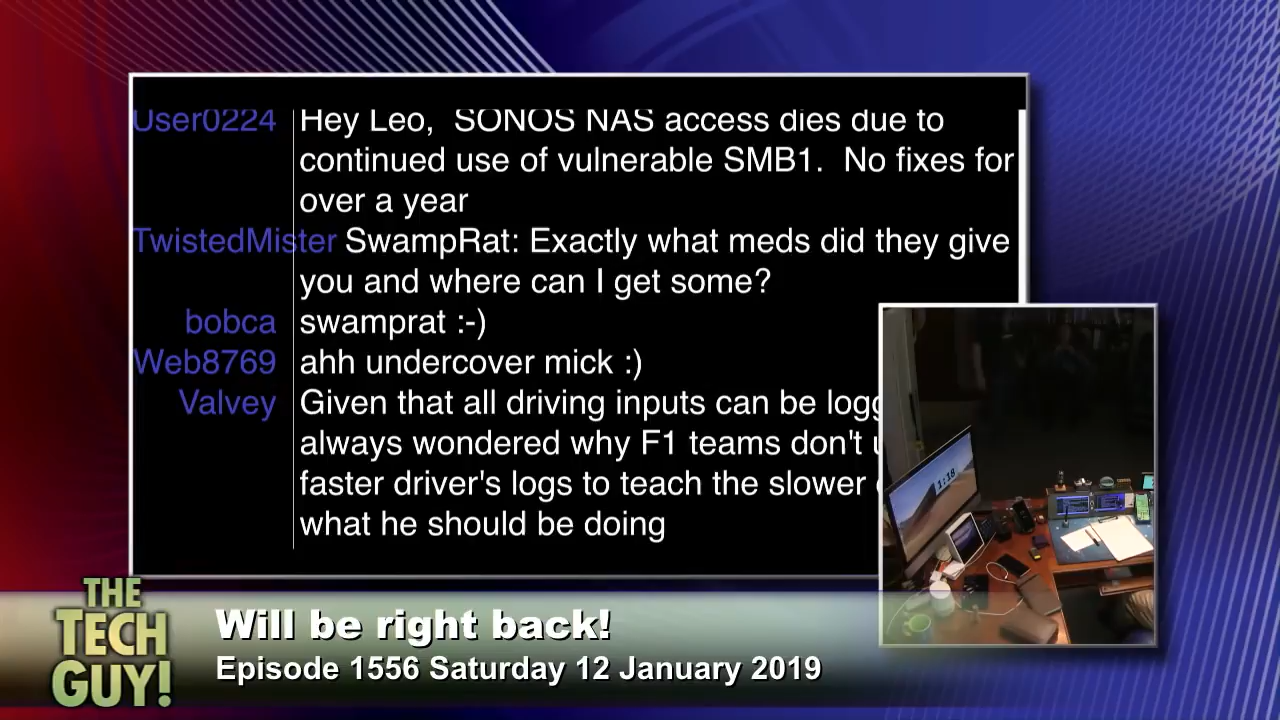 User0224 Hey Leo,  SONOS NAS access dies due to
continued use of vulnerable SMB1.  No fixes for
over a year
TwistedMister SwampRat: Exactly what meds did they give
you and where can I get some?
bobca swamprat :-)
Web8769 ahh undercover mick :)
Valvey Given that all driving inputs can be
always wondered why F1 teams don't
faster driver's logs to teach the slower
what he should be doing
1:18
THE
TECH
GUY!
Will be right back!
Episode 1556 Saturday 12 January 2019